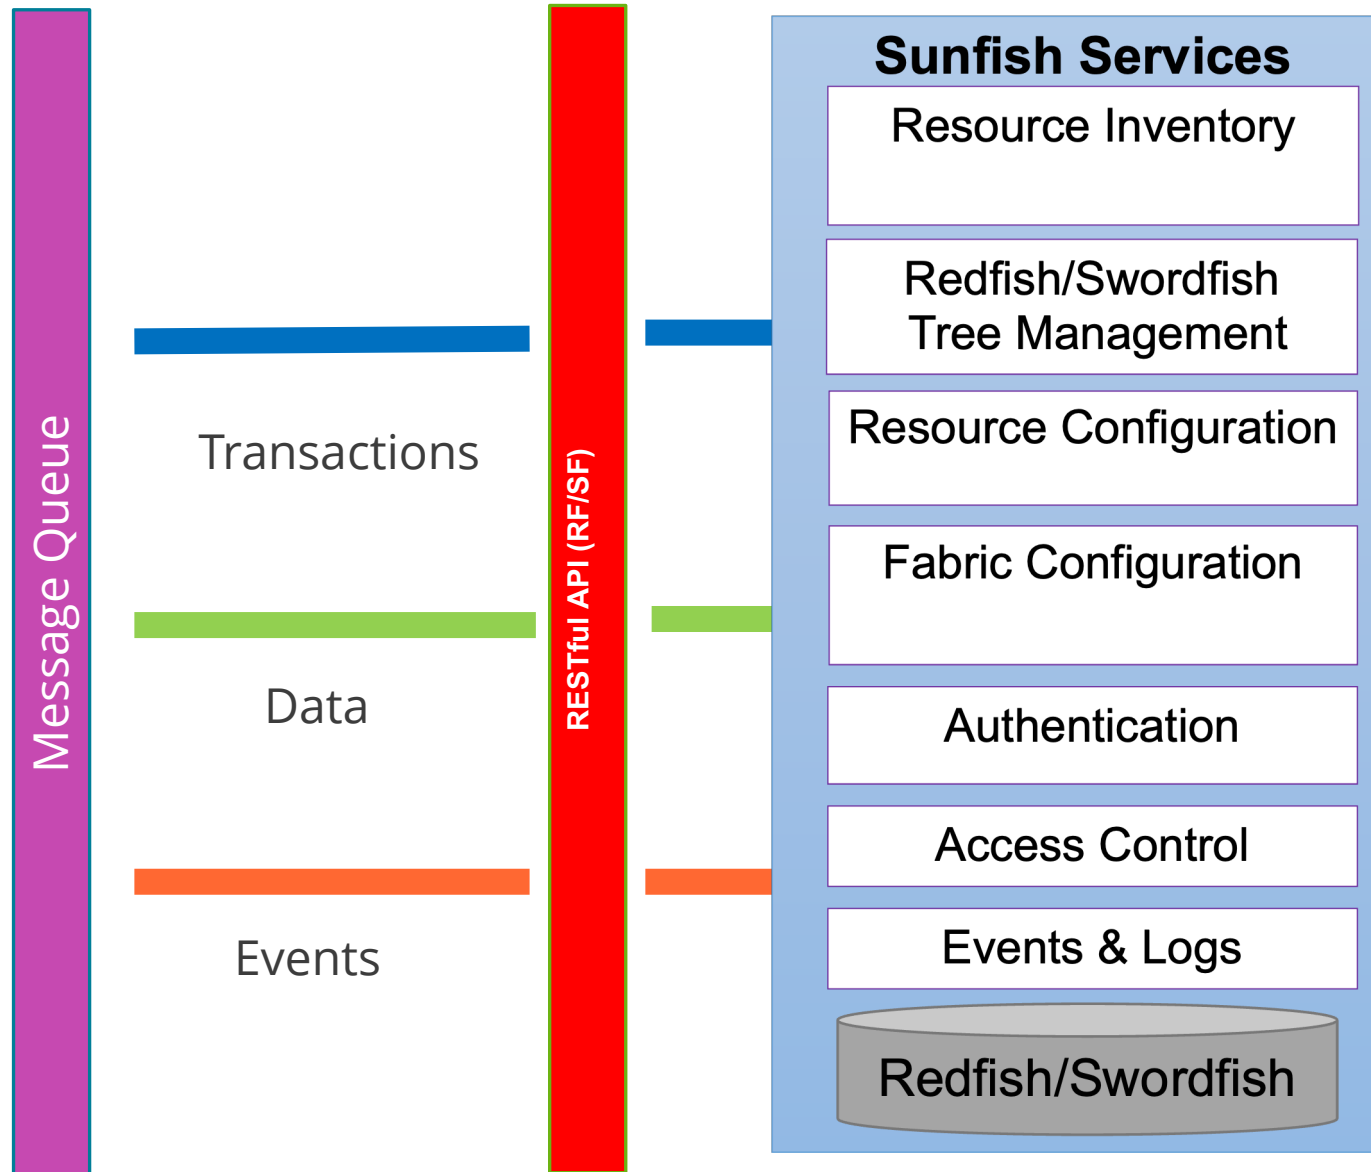 Message Queue
Transactions
Data
Events
RESTful API (RF/SF)
Sunfish Services
Resource Inventory
Redfish/Swordfish
Tree Management
Resource Configuration
Fabric Configuration
Authentication
Access Control
Events & Logs
Redfish/Swordfish